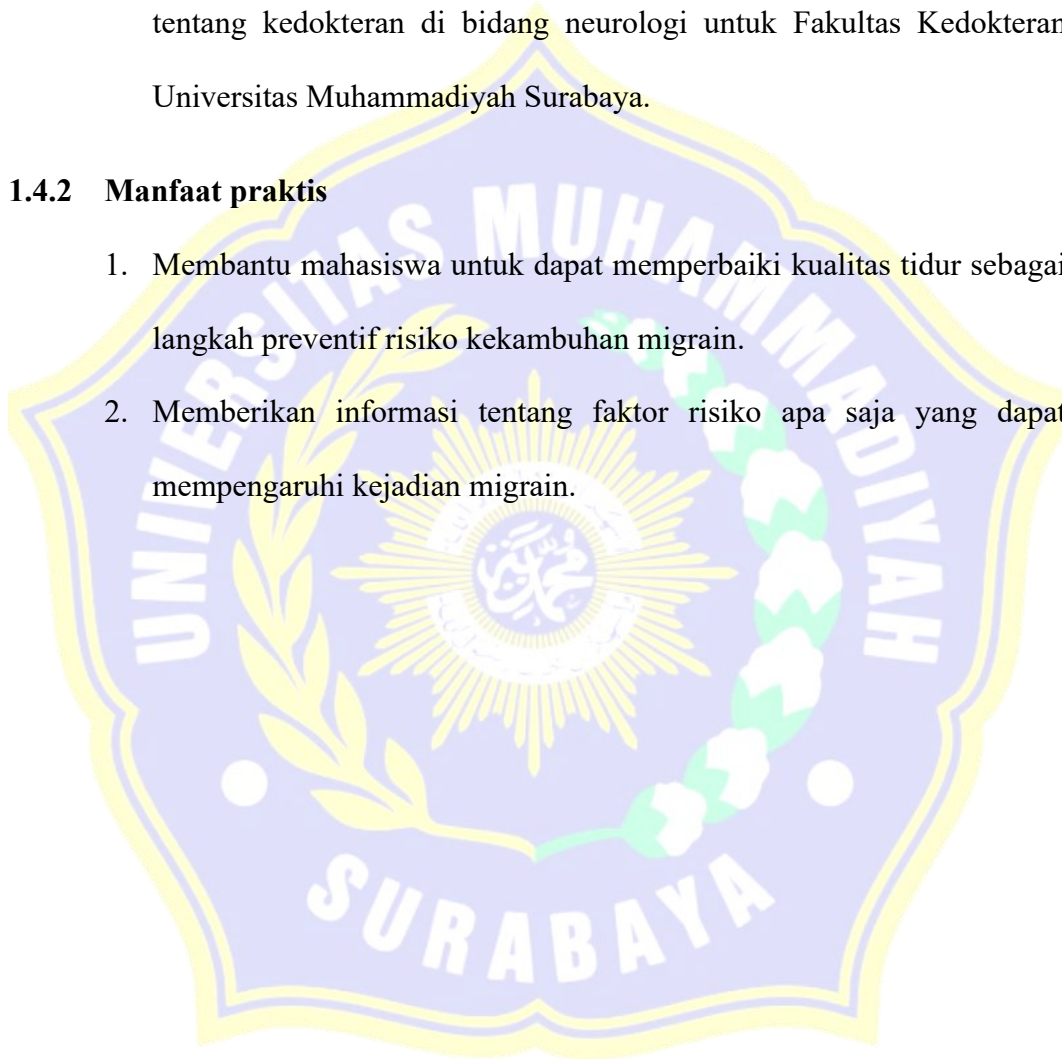 tentang kedokteran di bidang neurologi untuk Fakultas Kedokteran
Universitas Muhammadiyah Surabaya.
1.4.2 Manfaat praktis
1. Membantu mahasiswa untuk dapat memperbaiki kualitas tidur sebagai
langkah preventif risiko kekambuhan migrain.
2. Memberikan informasi tentang faktor risiko apa saja yang dapat
mempengaruhi kejadian migrain.
UNIVERSITAS MUHAMMADIYAH
SURABAYA